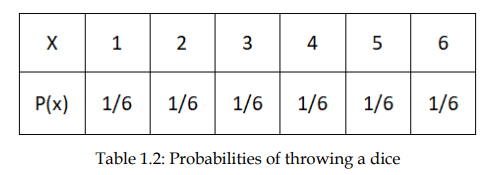 X 1 2 3 4 5 6
P(x) 1/6 1/6 1/6 1/6 1/6 1/6
Table 1.2: Probabilities of throwing a dice